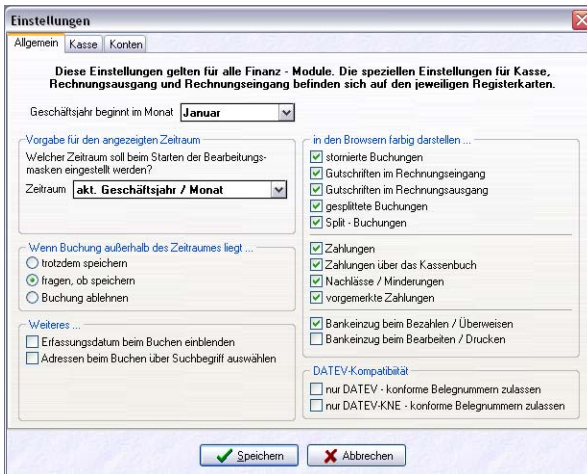 Einstellungen
Allgemein Kasse Konten
Diese Einstellungen gelten für alle Finanz - Module. Die speziellen Einstellungen für Kasse,
Rechnungsausgang und Rechnungseingang befinden sich auf den jeweiligen Registerkarten.
Geschäftsjahr beginnt im Monat Januar
Vorgabe für den angezeigten Zeitraum
Welcher Zeitraum soll beim Starten der Bearbeitungs-
masken eingestellt werden?
Zeitraum akt. Geschäftsjahr / Monat
Wenn Buchung außerhalb des Zeitraumes liegt ...
trotzdem speichern
fragen, ob speichern
Buchung ablehnen
Weiteres ...
Erfassungsdatum beim Buchen einblenden
Adressen beim Buchen über Suchbegriff auswählen
in den Browsern farbig darstellen ...
stornierte Buchungen
Gutschriften im Rechnungseingang
Gutschriften im Rechnungsausgang
gesplittete Buchungen
Split - Buchungen
Zahlungen
Zahlungen über das Kassenbuch
Nachlässe / Minderungen
vorgemerkte Zahlungen
Bankeinzug beim Bezahlen / Überweisen
Bankeinzug beim Bearbeiten / Drucken
DATEV-Kompatibiität
nur DATEV - konforme Belegnummern zulassen
nur DATEV-KNE - konforme Belegnummern zulassen
Speichern Abbrechen